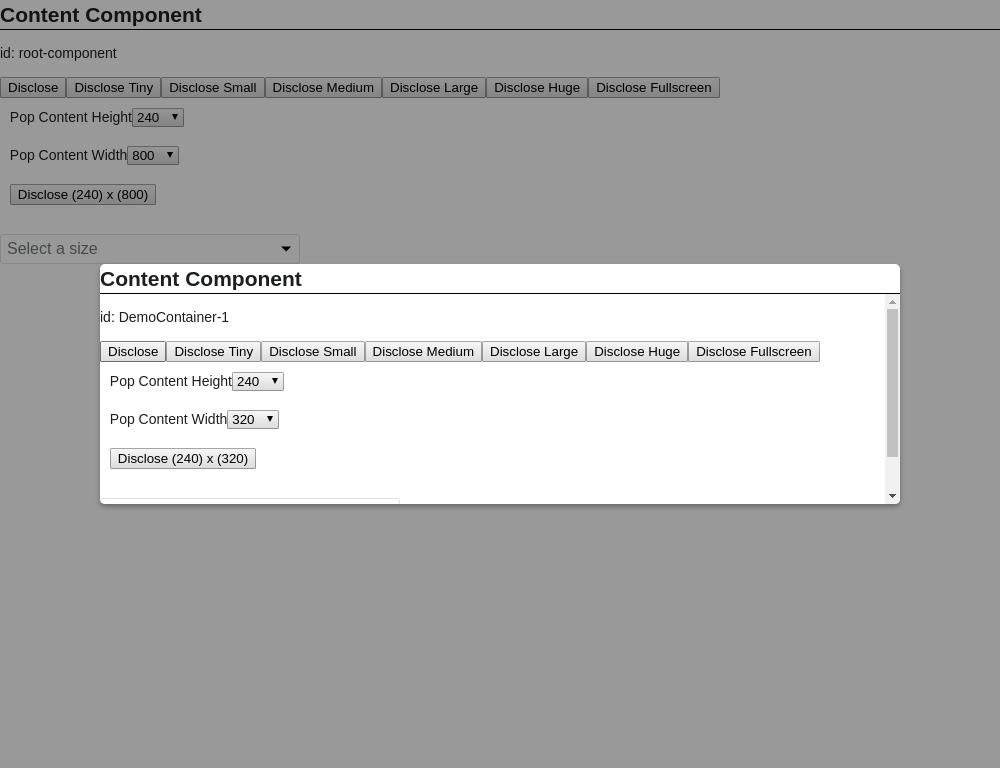 Content Component
id: root-component
Disclose Disclose Tiny Disclose Small Disclose Medium Disclose Large Disclose Huge Disclose Fullscreen
Pop Content Height 240
Pop Content Width 800
Disclose (240) x (800)
Select a size
Content Component
id: DemoContainer-1
Disclose Disclose Tiny Disclose Small Disclose Medium Disclose Large Disclose Huge Disclose Fullscreen
Pop Content Height 240
Pop Content Width 320
Disclose (240) x (320)